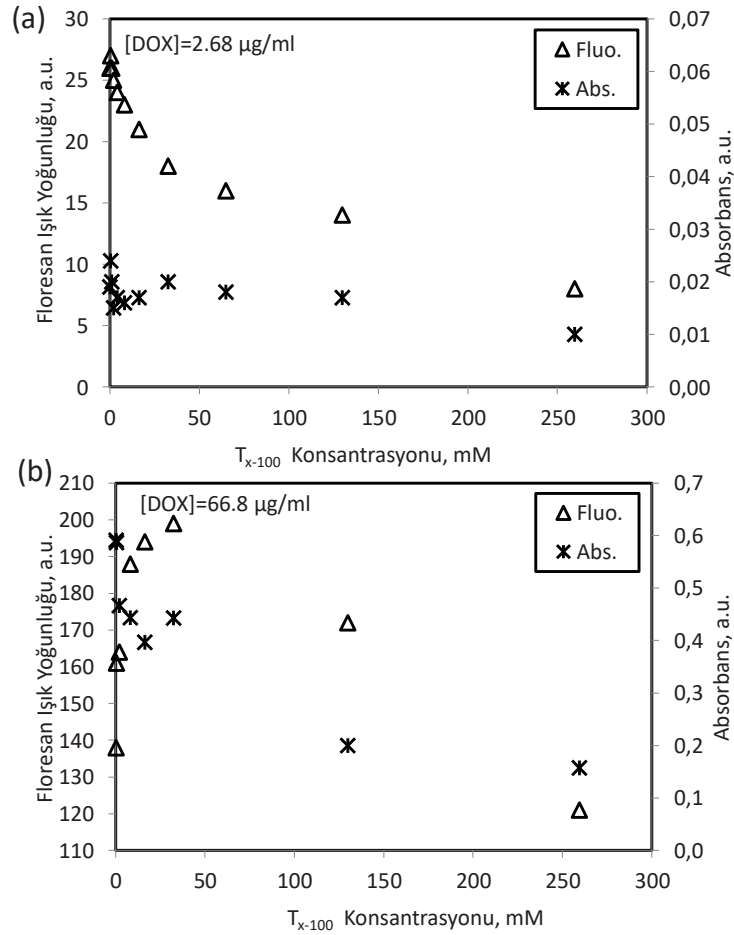 (a)
[DOX]=2.68 µg/ml
Fluo.
Abs.
30
25
20
15
10
5
0
Floresan Işık Yoğunluğu, a.u.
0,07
0,06
0,05
0,04
0,03
0,02
0,01
0,00
Absorbans, a.u.
0 50 100 150 200 250 300
Tx-100 Konsantrasyonu, mM
(b)
[DOX]=66.8 µg/ml
Fluo.
Abs.
210
200
190
180
170
160
150
140
130
120
110
Floresan Işık Yoğunluğu, a.u.
0,7
0,6
0,5
0,4
0,3
0,2
0,1
0,0
Absorbans, a.u.
0 50 100 150 200 250 300
Tx-100 Konsantrasyonu, mM